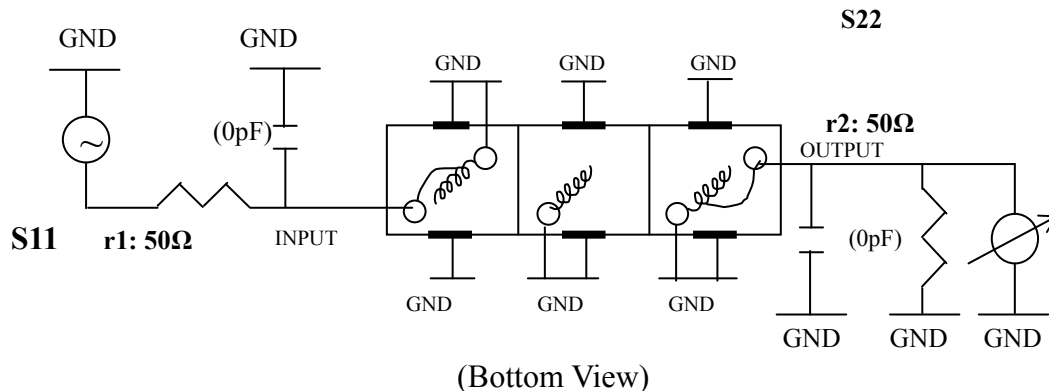 S22
GND
GND
GND
GND
GND
(0pF)
r2: 50Ω
OUTPUT
S11
r1: 50Ω
INPUT
(0pF)
GND
GND
GND
GND
GND
GND
(Bottom View)